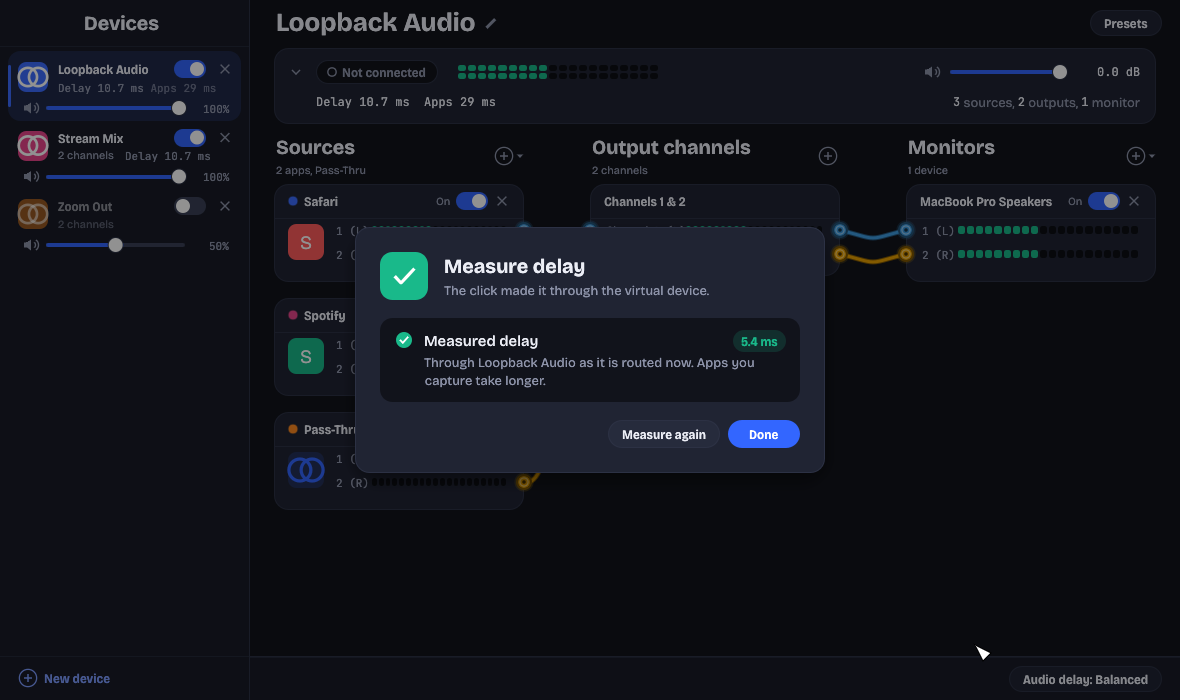 Devices
Loopback Audio
Delay 10.7 ms Apps 29 ms
100%
Stream Mix
2 channels Delay 10.7 ms
100%
Zoom Out
2 channels
50%
New device
Loopback Audio
Presets
Not connected
0.0 dB
Delay 10.7 ms Apps 29 ms
3 sources, 2 outputs, 1 monitor
Sources
2 apps, Pass-Thru
Output channels
2 channels
Monitors
1 device
Safari On
S
1 (L)
2 (
Channels 1 & 2
MacBook Pro Speakers On
1 (L)
2 (R)
Spotify
S
1 (
2 (
Pass-Thru
1 (
2 (R)
Measure delay
The click made it through the virtual device.
Measured delay 5.4 ms
Through Loopback Audio as it is routed now. Apps you
capture take longer.
Measure again Done
Audio delay: Balanced